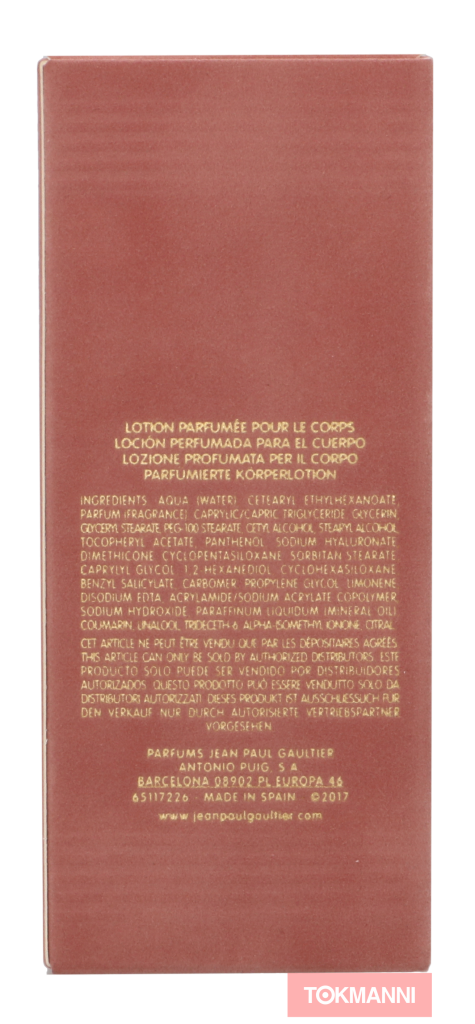 LOTION PARFUMÉE POUR LE CORPS
LOCIÓN PERFUMADA PARA EL CUERPO
LOZIONE PROFUMATA PER IL CORPO
PARFUMIERTE KÖRPERLOTION
INGREDIENTS: AQUA (WATER), CETEARYL ETHYLHEXANOATE,
PARFUM (FRAGRANCE), CAPRYLIC/CAPRIC TRIGLYCERIDE, GLYCERIN,
GLYCERYL STEARATE, PEG-100 STEARATE, CETYL ALCOHOL, STEARYL ALCOHOL,
TOCOPHERYL ACETATE, PANTHENOL, SODIUM HYALURONATE,
DIMETHICONE, CYCLOPENTASILOXANE, SORBITAN STEARATE,
CAPRYLYL GLYCOL, 1,2-HEXANEDIOL, CYCLOHEXASILOXANE,
BENZYL SALICYLATE, CARBOMER, PROPYLENE GLYCOL, LIMONENE,
DISODIUM EDTA, ACRYLAMIDE/SODIUM ACRYLATE COPOLYMER,
SODIUM HYDROXIDE, PARAFFINUM LIQUIDUM (MINERAL OIL),
COUMARIN, LINALOOL, TRIDECETH-6, ALPHA-ISOMETHYL IONONE, CITRAL.
CET ARTICLE NE PEUT ÊTRE VENDU QUE PAR LES DÉPOSITAIRES AGRÉÉS.
THIS ARTICLE CAN ONLY BE SOLD BY AUTHORIZED DISTRIBUTORS. ESTE
PRODUCTO SOLO PUEDE SER VENDIDO POR DISTRIBUIDORES
AUTORIZADOS. QUESTO PRODOTTO PUÒ ESSERE VENDUTTO SOLO DA
DISTRIBUTORI AUTORIZZATI. DIESES PRODUKT IST AUSSCHLIESSLICH FÜR
DEN VERKAUF NUR DURCH AUTORISIERTE VERTRIEBSPARTNER
VORGESEHEN.
PARFUMS JEAN PAUL GAULTIER
ANTONIO PUIG, S.A.
BARCELONA 08902 PL.EUROPA 46
65117226 - MADE IN SPAIN - ©2017
www.jeanpaulgaultier.com
TOKMANNI